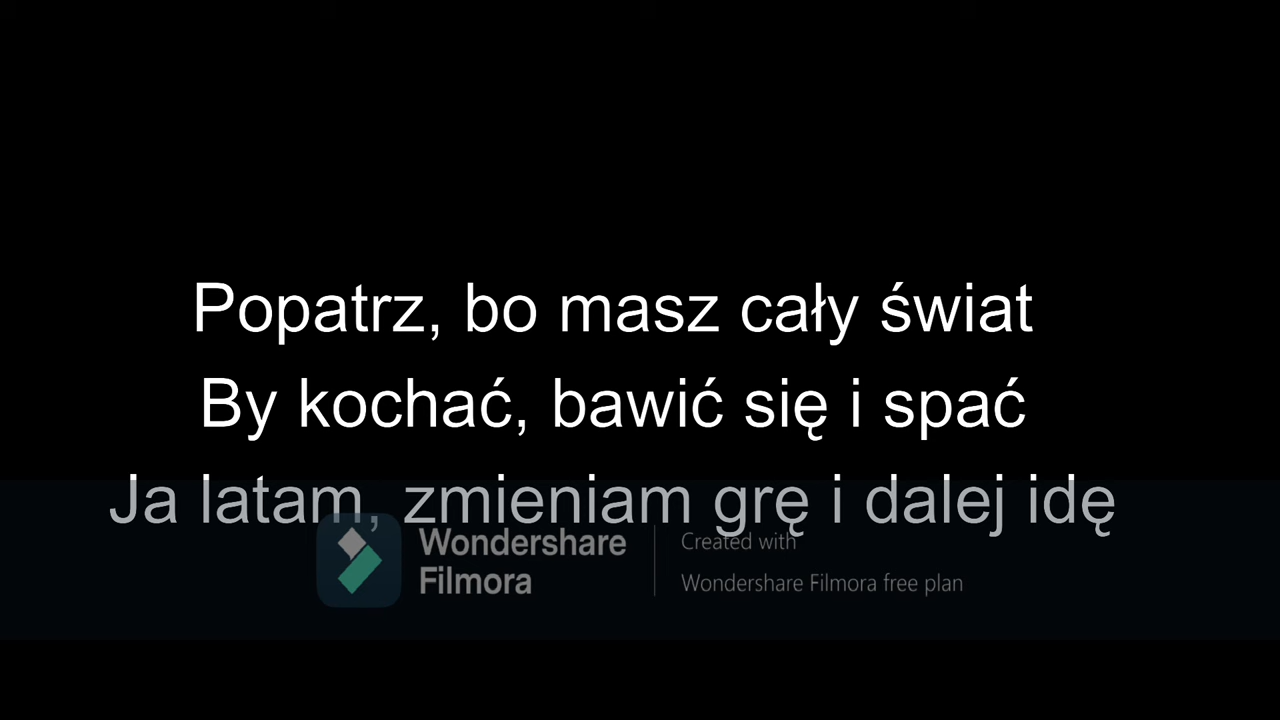 Popatrz, bo masz cały świat
By kochać, bawić się i spać
Ja latam, zmieniam grę i dalej idę
Wondershare
Filmora
Created with
Wondershare Filmora free plan